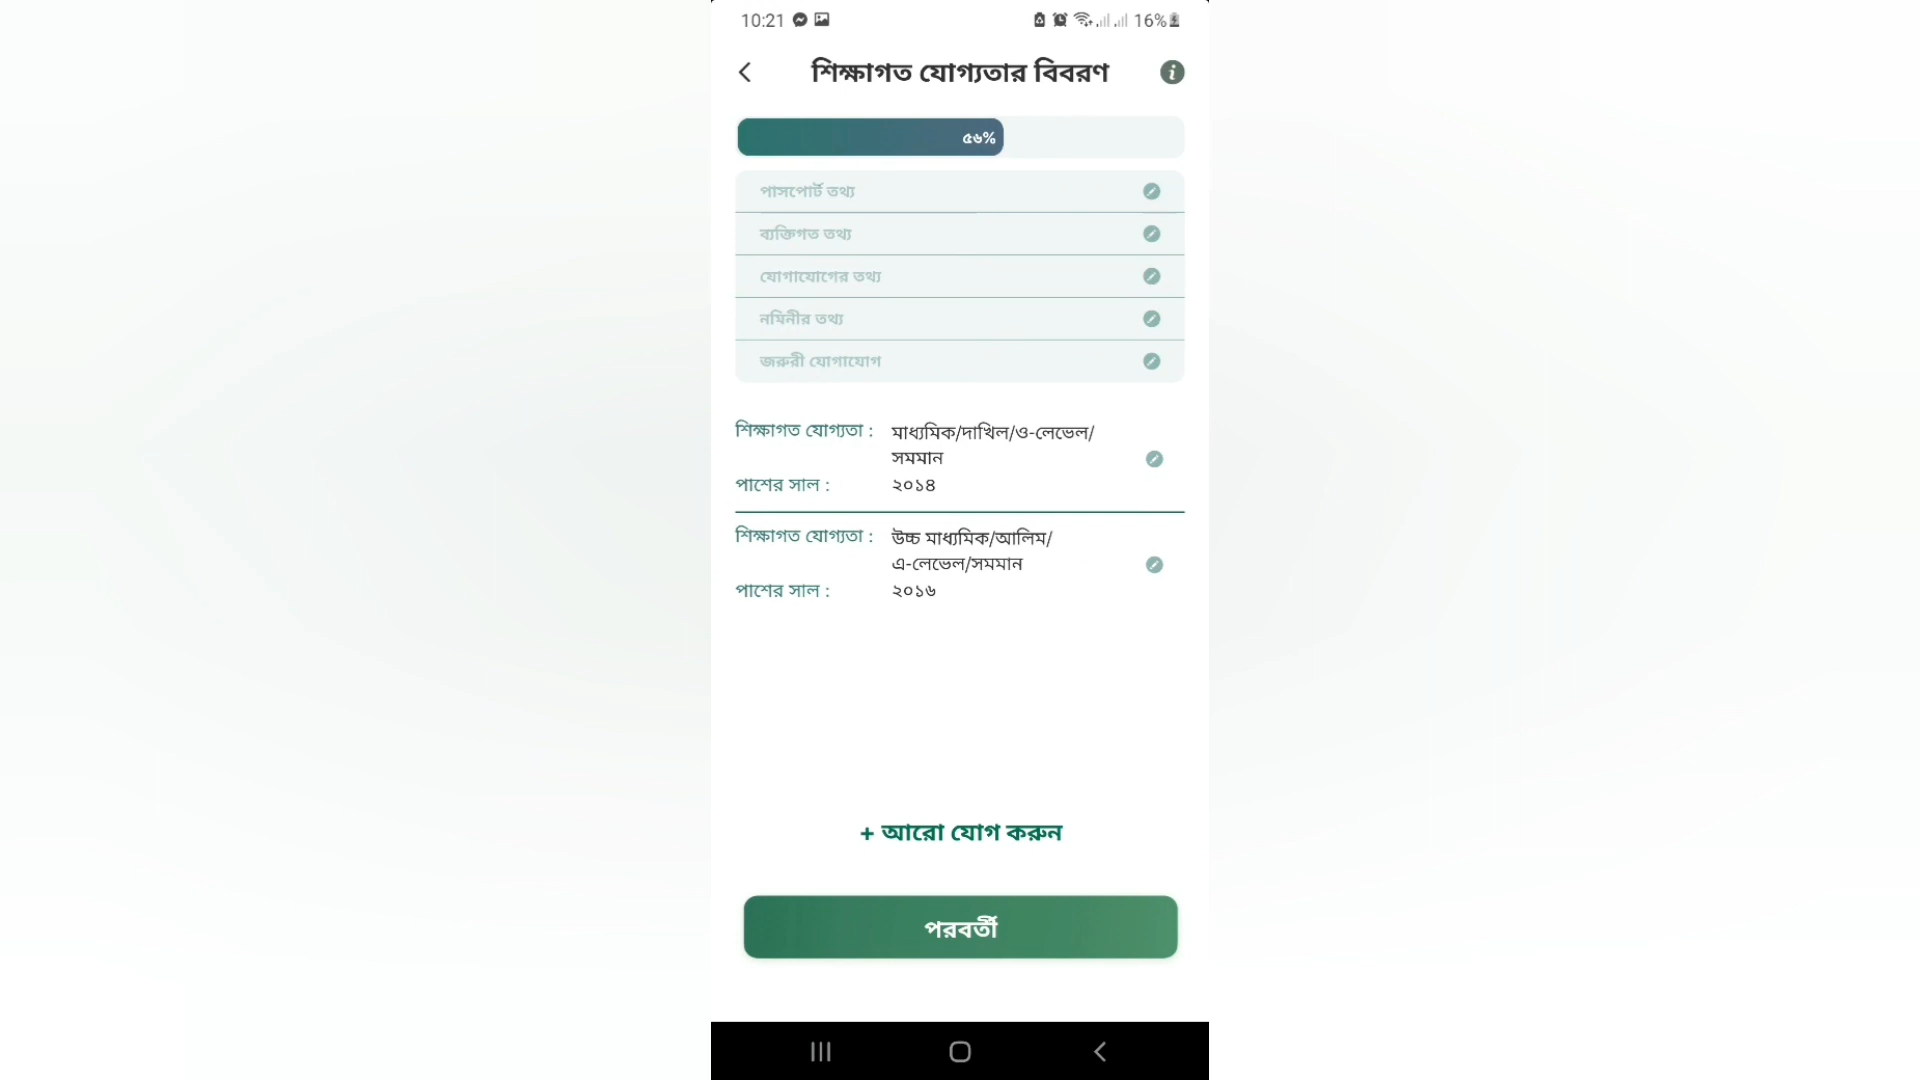 10:21 16%
শিক্ষাগত যোগ্যতার বিবরণ
৫৬%
পাসপোর্ট তথ্য
ব্যক্তিগত তথ্য
যোগাযোগের তথ্য
নমিনীর তথ্য
জরুরী যোগাযোগ
শিক্ষাগত যোগ্যতা : মাধ্যমিক/দাখিল/ও-লেভেল/
সমমান
পাশের সাল : ২০১৪
শিক্ষাগত যোগ্যতা : উচ্চ মাধ্যমিক/আলিম/
এ-লেভেল/সমমান
পাশের সাল : ২০১৬
+ আরো যোগ করুন
পরবর্তী